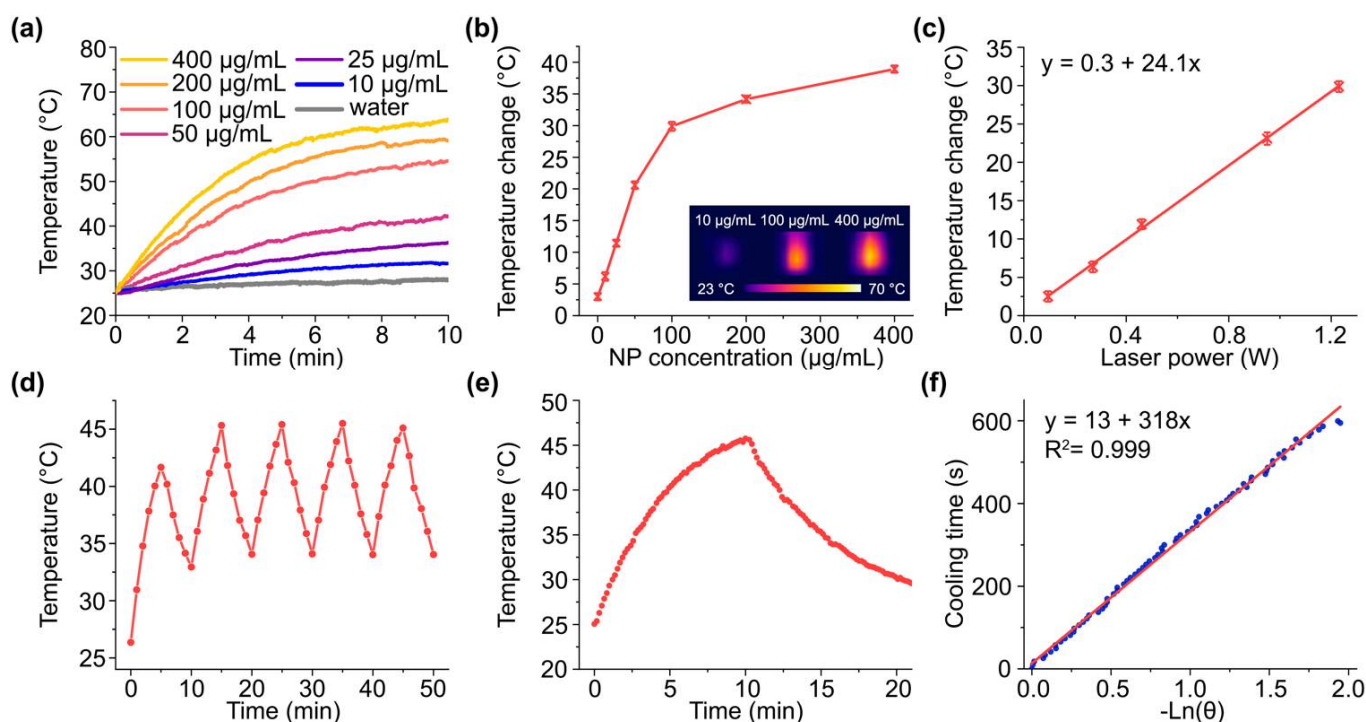 (a)
Temperature (°C)
80
70
60
50
40
30
20
400 µg/mL
200 µg/mL
100 µg/mL
50 µg/mL
25 µg/mL
10 µg/mL
water
0
2
4
6
8
10
Time (min)
(b)
Temperature change (°C)
40
35
30
25
20
15
10
5
0
10 µg/mL
100 µg/mL
400 µg/mL
23 °C
70 °C
0
100
200
300
400
NP concentration (µg/mL)
(c)
Temperature change (°C)
35
30
25
20
15
10
5
0
y = 0.3 + 24.1x
0.0
0.4
0.8
1.2
Laser power (W)
(d)
Temperature (°C)
45
40
35
30
25
0
10
20
30
40
50
Time (min)
(e)
Temperature (°C)
50
45
40
35
30
25
20
0
5
10
15
20
Time (min)
(f)
Cooling time (s)
600
400
200
0
y = 13 + 318x
R²= 0.999
0.0
0.5
1.0
1.5
2.0
-Ln(θ)